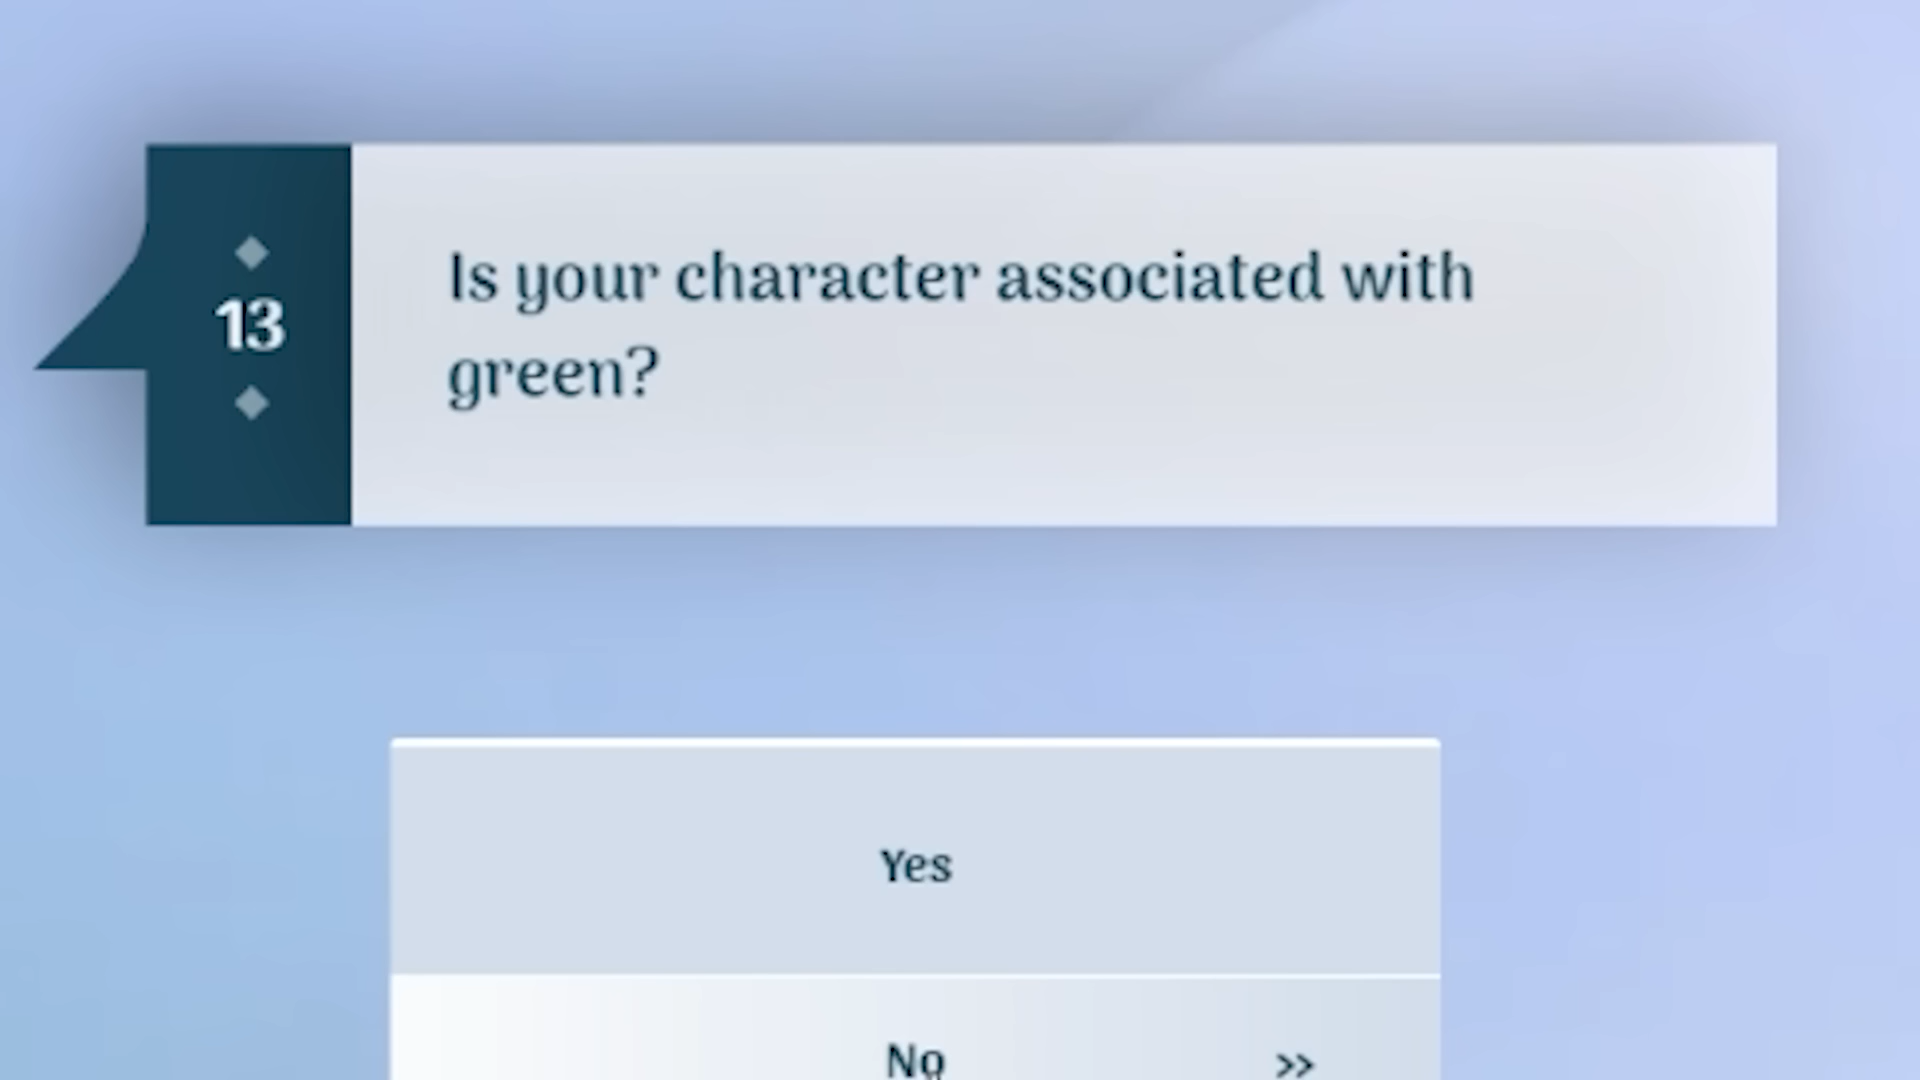 13
Is your character associated with
green?
Yes
No
>>